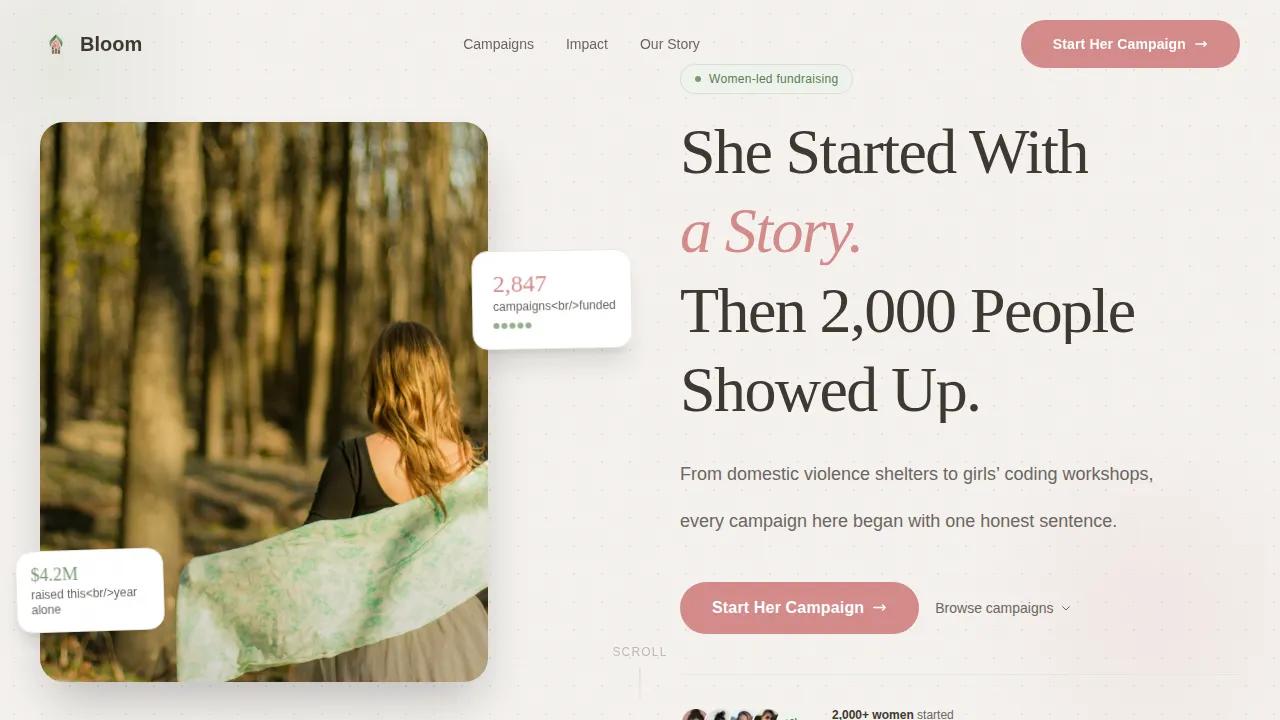 Bloom
Campaigns
Impact
Our Story
Start Her Campaign →
Women-led fundraising
She Started With
a Story.
Then 2,000 People
Showed Up.
From domestic violence shelters to girls’ coding workshops,
every campaign here began with one honest sentence.
Start Her Campaign →
Browse campaigns
2,847
campaigns<br/>funded
$4.2M
raised this<br/>year
alone
SCROLL
2,000+ women started